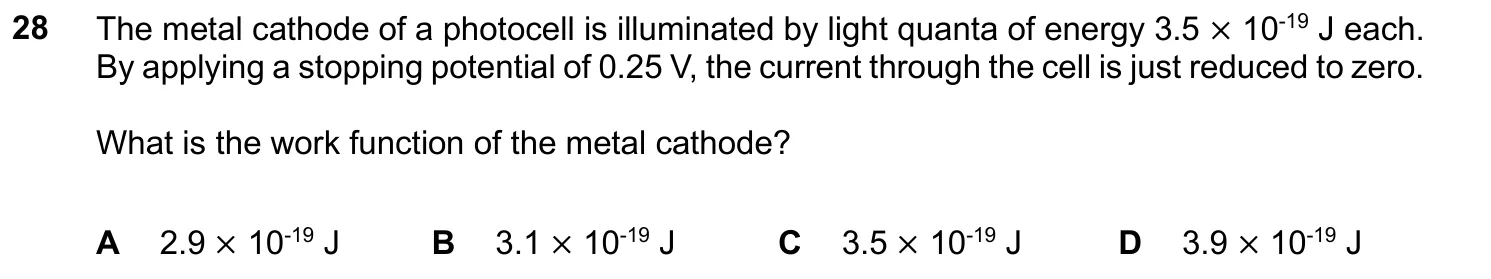 28 The metal cathode of a photocell is illuminated by light quanta of energy 3.5 × 10⁻¹⁹ J each.
By applying a stopping potential of 0.25 V, the current through the cell is just reduced to zero.
What is the work function of the metal cathode?
A 2.9 × 10⁻¹⁹ J B 3.1 × 10⁻¹⁹ J C 3.5 × 10⁻¹⁹ J D 3.9 × 10⁻¹⁹ J